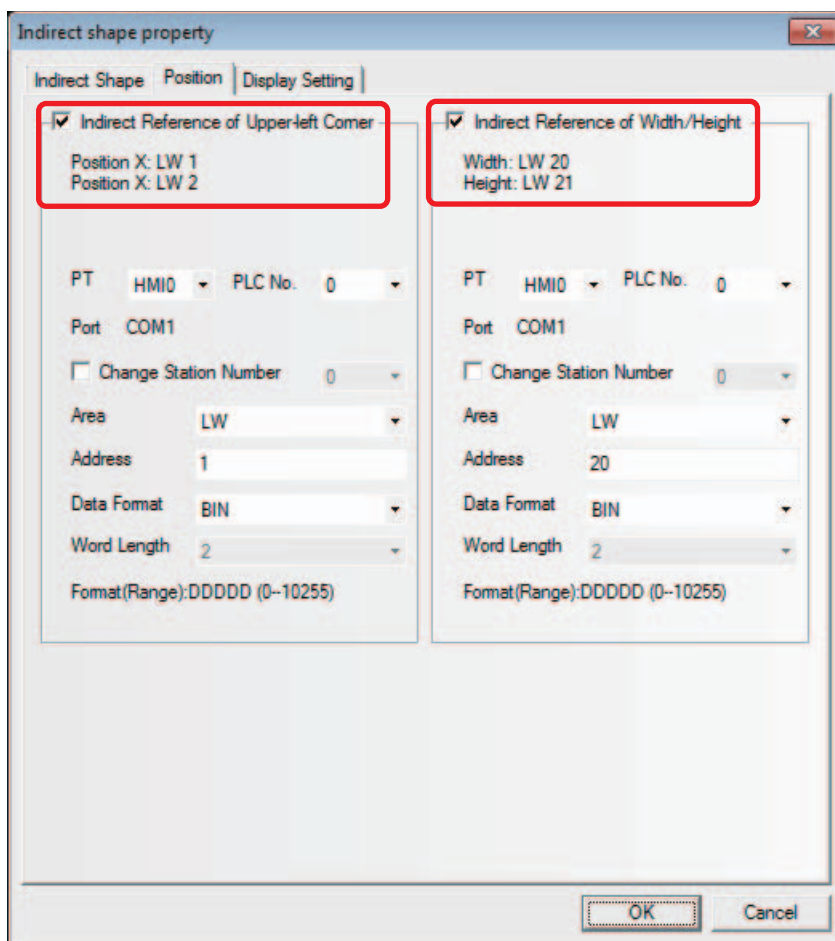 Indirect shape property
Indirect Shape Position Display Setting
Indirect Reference of Upper-left Corner
Position X: LW 1
Position X: LW 2
PT HMI0 PLC No. 0
Port COM1
Change Station Number 0
Area LW
Address 1
Data Format BIN
Word Length 2
Format(Range):DDDDD (0--10255)
Indirect Reference of Width/Height
Width: LW 20
Height: LW 21
PT HMI0 PLC No. 0
Port COM1
Change Station Number 0
Area LW
Address 20
Data Format BIN
Word Length 2
Format(Range):DDDDD (0--10255)
OK Cancel